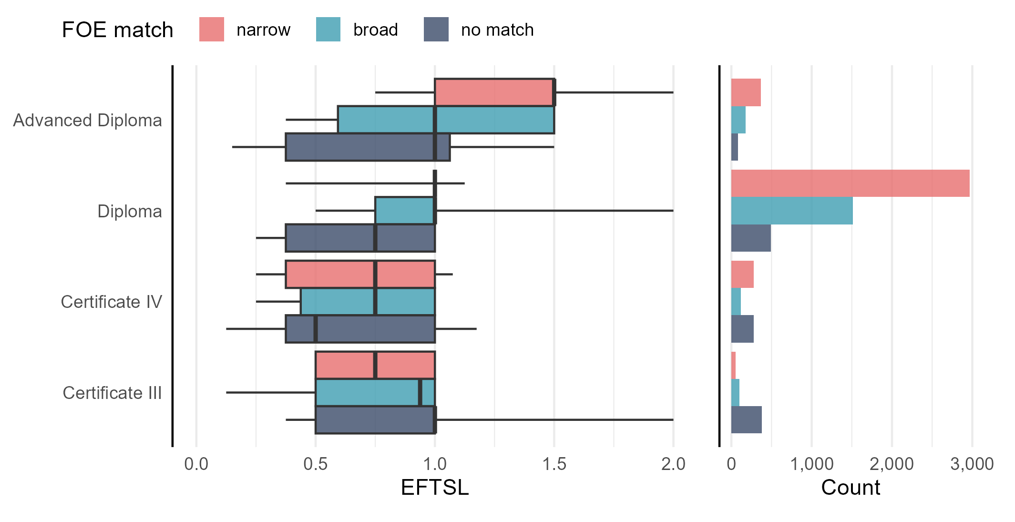 FOE match narrow broad no match
Advanced Diploma
Diploma
Certificate IV
Certificate III
0.0 0.5 1.0 1.5 2.0 0 1,000 2,000 3,000
EFTSL Count